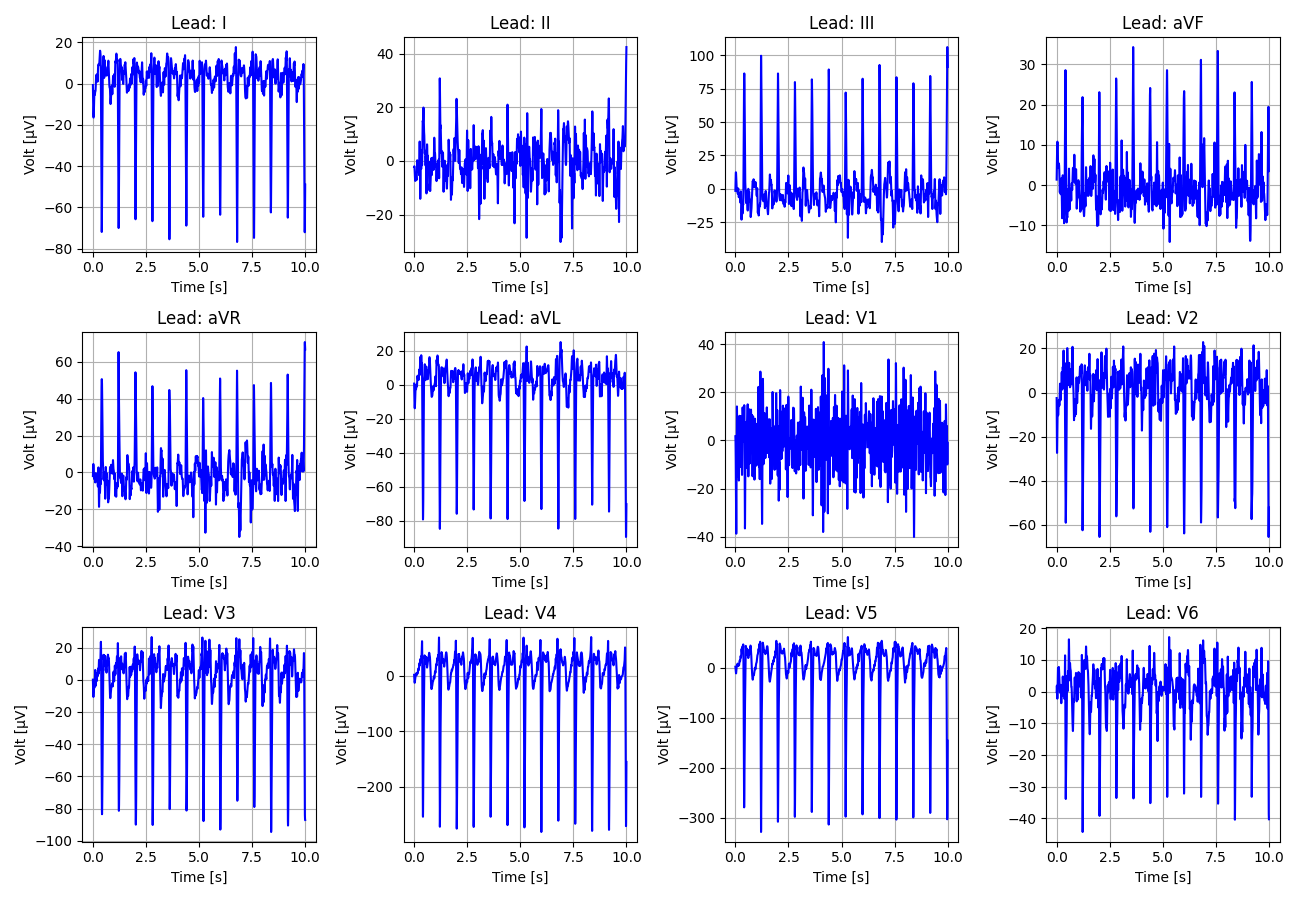 Lead: I
Volt [µV]
20
0
−20
−40
−60
−80
0.0 2.5 5.0 7.5 10.0
Time [s]
Lead: II
Volt [µV]
40
20
0
−20
0.0 2.5 5.0 7.5 10.0
Time [s]
Lead: III
Volt [µV]
100
75
50
25
0
−25
0.0 2.5 5.0 7.5 10.0
Time [s]
Lead: aVF
Volt [µV]
30
20
10
0
−10
0.0 2.5 5.0 7.5 10.0
Time [s]
Lead: aVR
Volt [µV]
60
40
20
0
−20
−40
0.0 2.5 5.0 7.5 10.0
Time [s]
Lead: aVL
Volt [µV]
20
0
−20
−40
−60
−80
0.0 2.5 5.0 7.5 10.0
Time [s]
Lead: V1
Volt [µV]
40
20
0
−20
−40
0.0 2.5 5.0 7.5 10.0
Time [s]
Lead: V2
Volt [µV]
20
0
−20
−40
−60
0.0 2.5 5.0 7.5 10.0
Time [s]
Lead: V3
Volt [µV]
20
0
−20
−40
−60
−80
−100
0.0 2.5 5.0 7.5 10.0
Time [s]
Lead: V4
Volt [µV]
0
−100
−200
0.0 2.5 5.0 7.5 10.0
Time [s]
Lead: V5
Volt [µV]
0
−100
−200
−300
0.0 2.5 5.0 7.5 10.0
Time [s]
Lead: V6
Volt [µV]
20
10
0
−10
−20
−30
−40
0.0 2.5 5.0 7.5 10.0
Time [s]